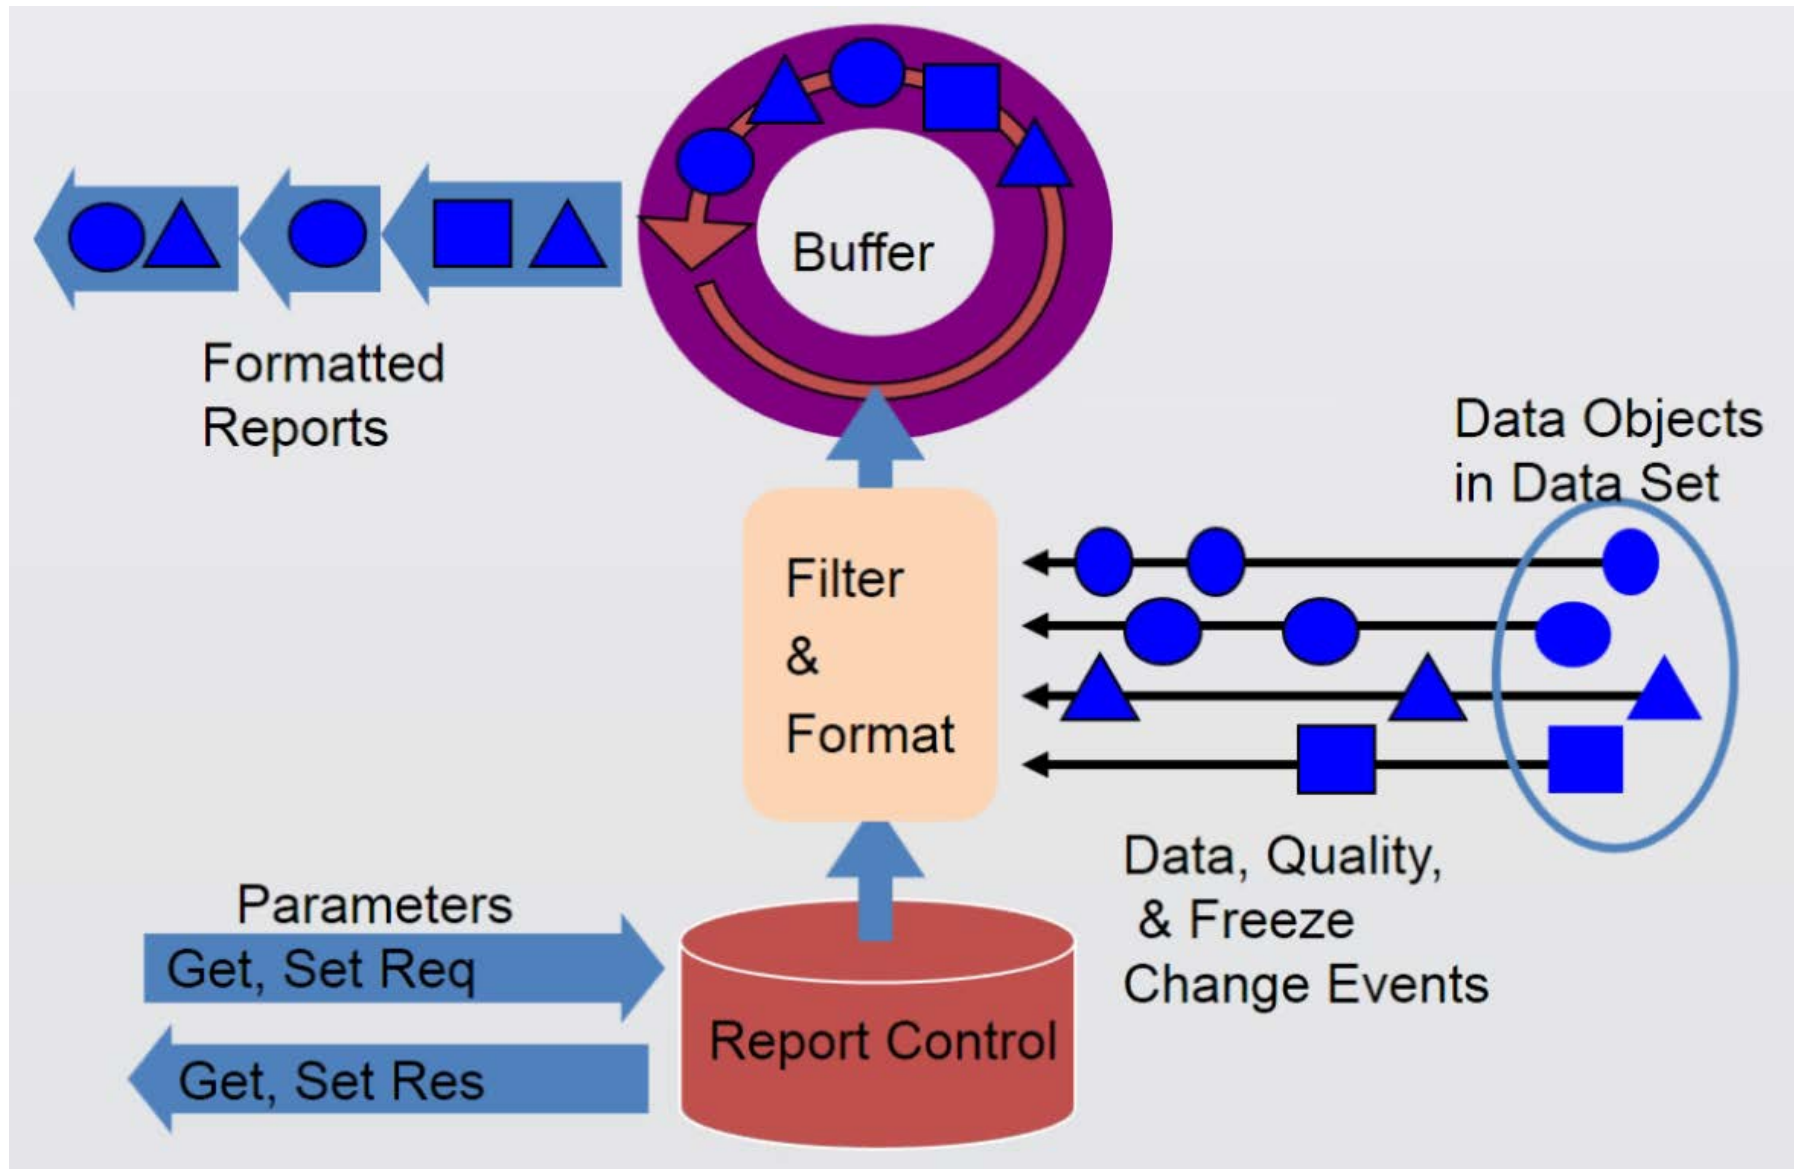 Buffer
Formatted
Reports
Data Objects
in Data Set
Filter
&
Format
Data, Quality,
& Freeze
Change Events
Parameters
Get, Set Req
Get, Set Res
Report Control